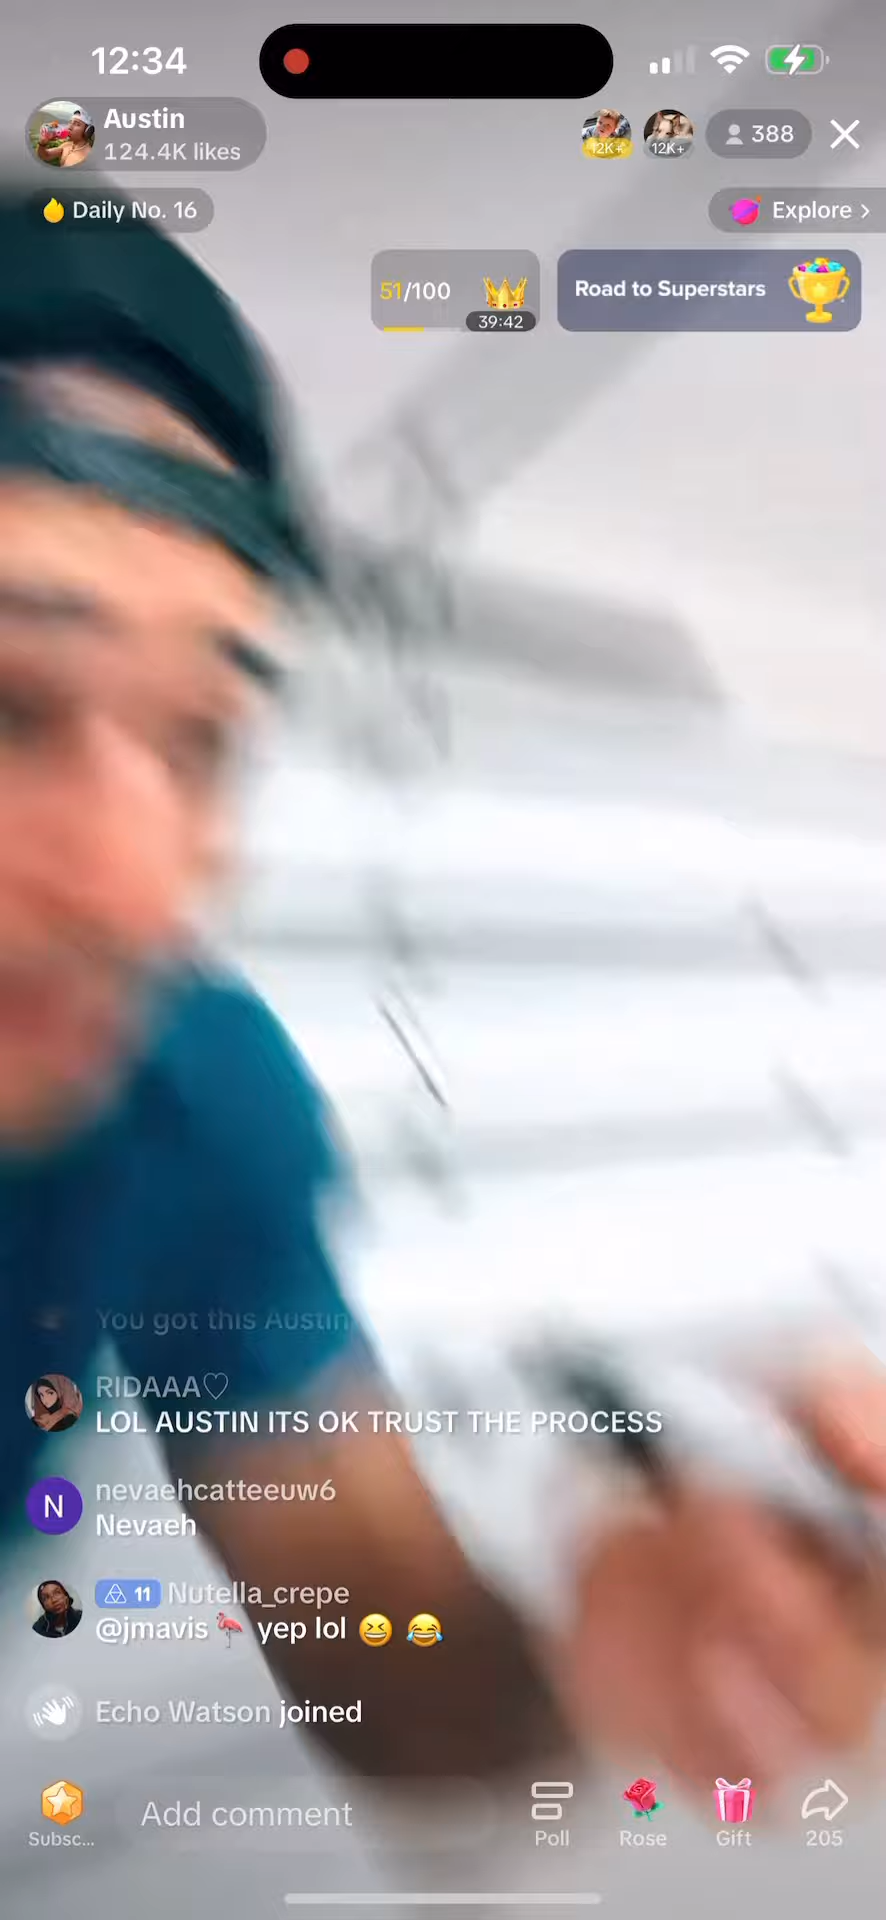 12:34
Austin
124.4K likes
12K+
12K+
388
Daily No. 16
Explore >
51/100
39:42
Road to Superstars
You got this Austin
RIDAAA♡
LOL AUSTIN ITS OK TRUST THE PROCESS
N
nevaehcatteeuw6
Nevaeh
11 Nutella_crepe
@jmavis🦩 yep lol 😆 😂
Echo Watson joined
Subsc...
Add comment
Poll
Rose
Gift
205